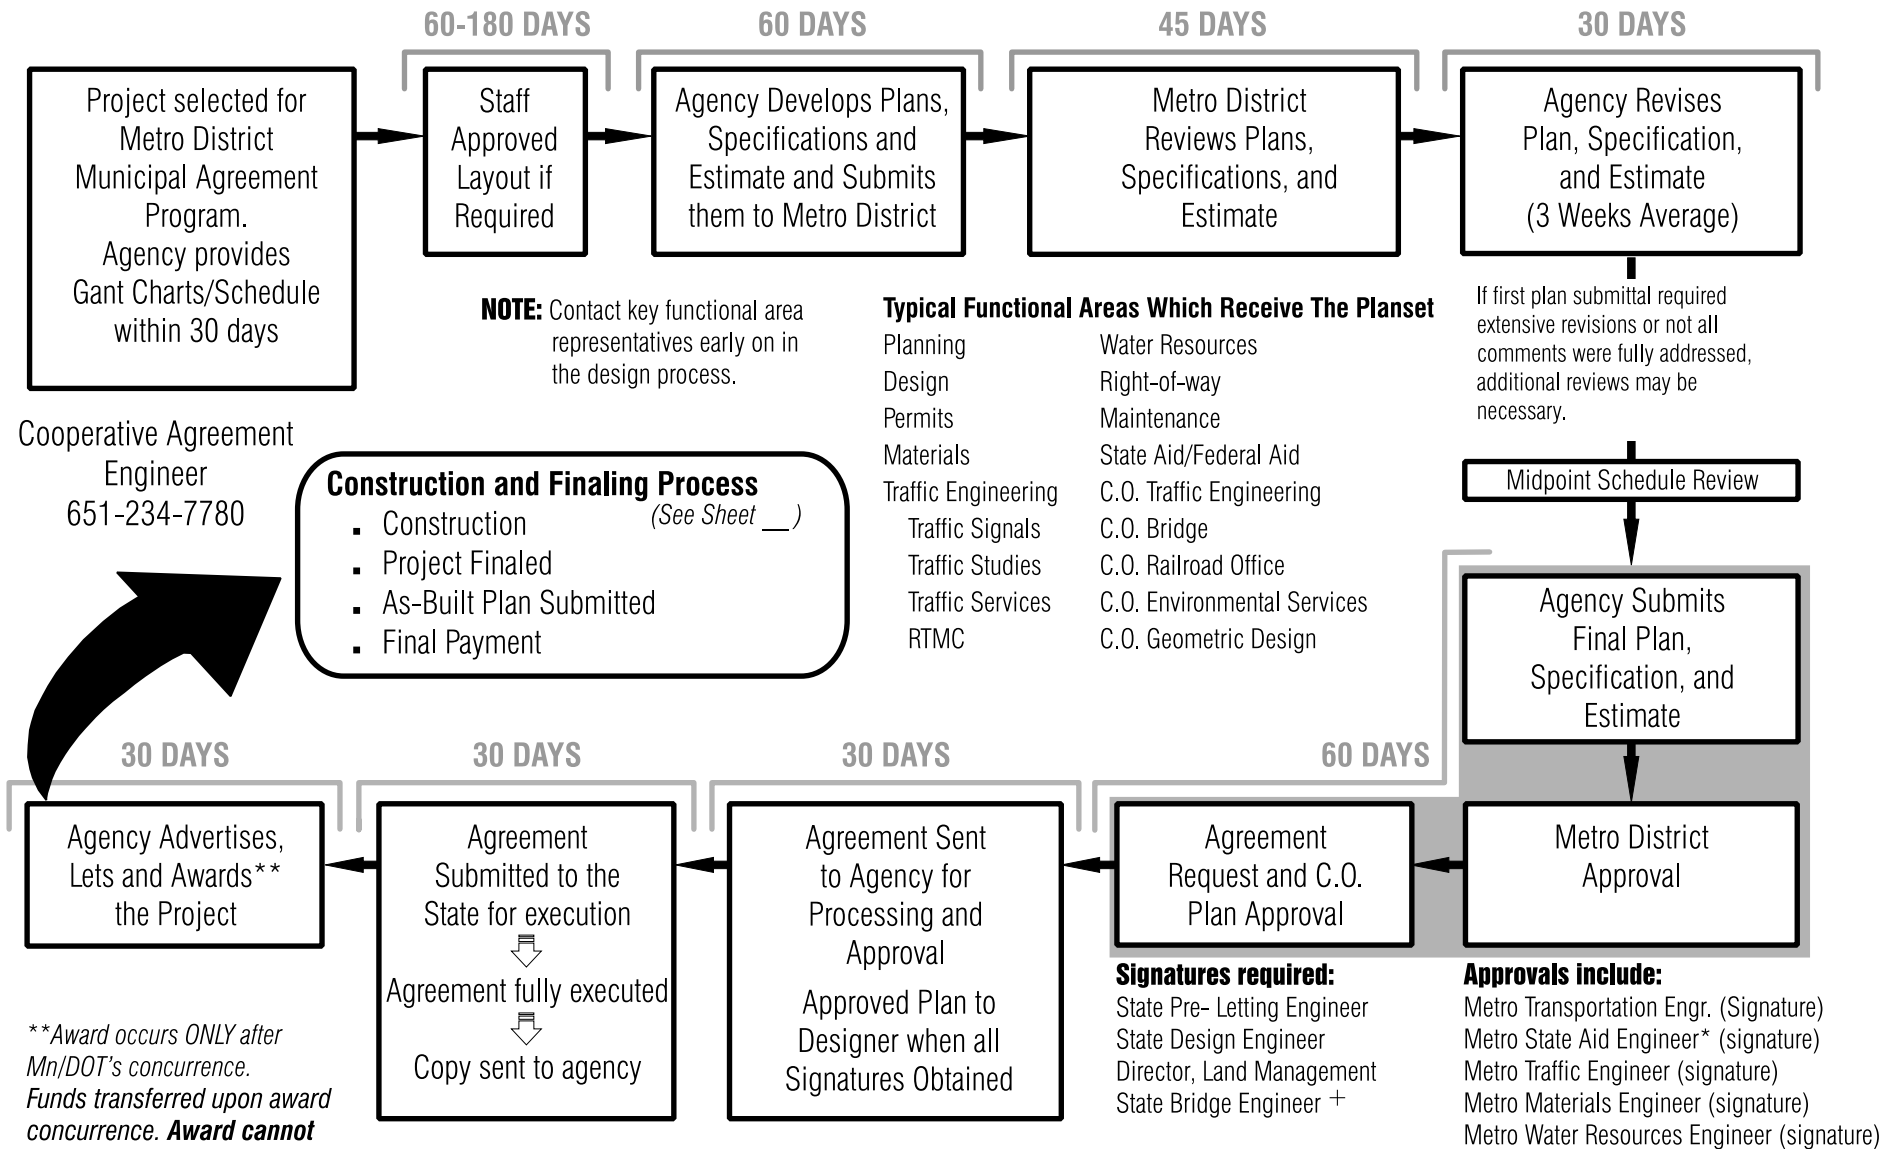 60-180 DAYS
60 DAYS
45 DAYS
30 DAYS
Project selected for
Metro District
Municipal Agreement
Program.
Agency provides
Gant Charts/Schedule
within 30 days
Staff
Approved
Layout if
Required
Agency Develops Plans,
Specifications and
Estimate and Submits
them to Metro District
Metro District
Reviews Plans,
Specifications, and
Estimate
Agency Revises
Plan, Specification,
and Estimate
(3 Weeks Average)
NOTE: Contact key functional area
representatives early on in
the design process.
Typical Functional Areas Which Receive The Planset
Planning
Design
Permits
Materials
Traffic Engineering
Traffic Signals
Traffic Studies
Traffic Services
RTMC
Water Resources
Right-of-way
Maintenance
State Aid/Federal Aid
C.O. Traffic Engineering
C.O. Bridge
C.O. Railroad Office
C.O. Environmental Services
C.O. Geometric Design
If first plan submittal required
extensive revisions or not all
comments were fully addressed,
additional reviews may be
necessary.
Cooperative Agreement
Engineer
651-234-7780
Construction and Finaling Process
(See Sheet __ )
▪ Construction
▪ Project Finaled
▪ As-Built Plan Submitted
▪ Final Payment
Midpoint Schedule Review
Agency Submits
Final Plan,
Specification, and
Estimate
60 DAYS
Metro District
Approval
Approvals include:
Metro Transportation Engr. (Signature)
Metro State Aid Engineer* (signature)
Metro Traffic Engineer (signature)
Metro Materials Engineer (signature)
Metro Water Resources Engineer (signature)
Agreement
Request and C.O.
Plan Approval
Signatures required:
State Pre- Letting Engineer
State Design Engineer
Director, Land Management
State Bridge Engineer +
30 DAYS
Agreement Sent
to Agency for
Processing and
Approval
Approved Plan to
Designer when all
Signatures Obtained
30 DAYS
Agreement
Submitted to the
State for execution
Agreement fully executed
Copy sent to agency
30 DAYS
Agency Advertises,
Lets and Awards**
the Project
**Award occurs ONLY after
Mn/DOT's concurrence.
Funds transferred upon award
concurrence. Award cannot